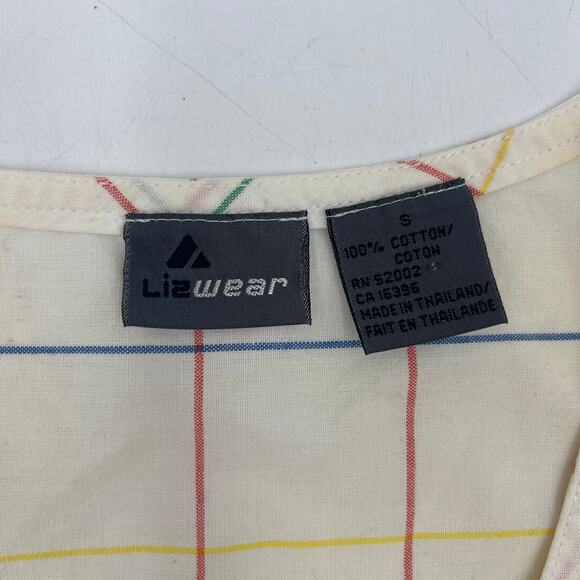 Lizwear
S
100% COTTON/
COTON
RN 52002
CA 16396
MADE IN THAILAND/
FAIT EN THAILANDE